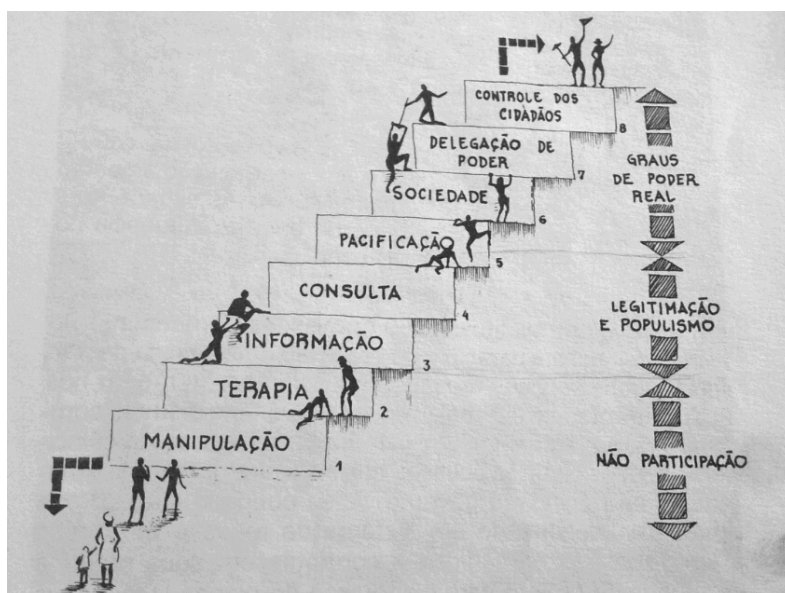 CONTROLE DOS
CIDADÃOS
8
DELEGAÇÃO DE
PODER
7
SOCIEDADE
6
PACIFICAÇÃO
5
CONSULTA
4
INFORMAÇÃO
3
TERAPIA
2
MANIPULAÇÃO
1
GRAUS
DE PODER
REAL
LEGITIMAÇÃO
E POPULISMO
NÃO PARTICIPAÇÃO